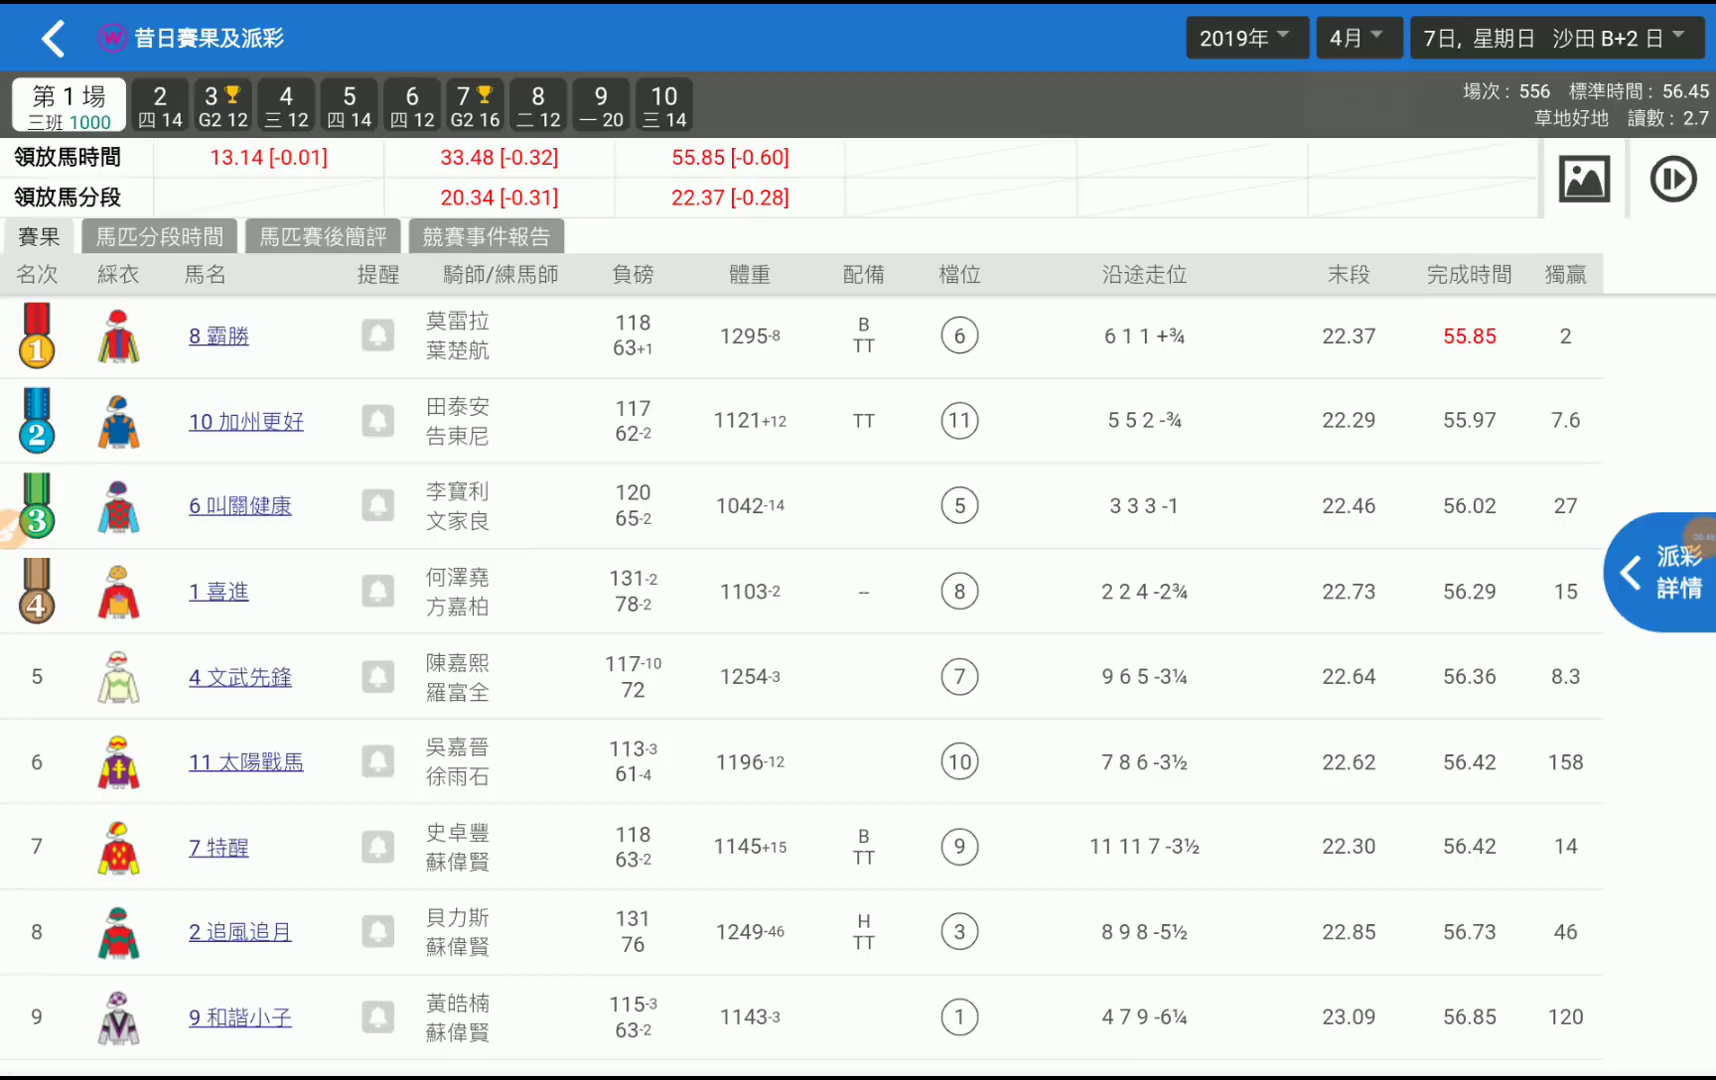 昔日賽果及派彩
2019年
4月
7日, 星期日 沙田 B+2 日
第 1 場
三班 1000
2
四 14
3
G2 12
4
三 12
5
四 14
6
四 12
7
G2 16
8
二 12
9
一 20
10
三 14
場次 : 556 標準時間 : 56.45
草地好地 讀數 : 2.7
領放馬時間 13.14 [-0.01] 33.48 [-0.32] 55.85 [-0.60]
領放馬分段 20.34 [-0.31] 22.37 [-0.28]
賽果 馬匹分段時間 馬匹賽後簡評 競賽事件報告
名次 綵衣 馬名 提醒 騎師/練馬師 負磅 體重 配備 檔位 沿途走位 末段 完成時間 獨贏
1 8 霸勝 莫雷拉 118 1295-8 B 6 6 1 1 +¾ 22.37 55.85 2
葉楚航 63+1 TT
2 10 加州更好 田泰安 117 1121+12 TT 11 5 5 2 -¾ 22.29 55.97 7.6
告東尼 62-2
3 6 叫關健康 李寶利 120 1042-14 5 3 3 3 -1 22.46 56.02 27
文家良 65-2
4 1 喜進 何澤堯 131-2 1103-2 -- 8 2 2 4 -2¾ 22.73 56.29 15
方嘉柏 78-2
5 4 文武先鋒 陳嘉熙 117-10 1254-3 7 9 6 5 -3¼ 22.64 56.36 8.3
羅富全 72
6 11 太陽戰馬 吳嘉晉 113-3 1196-12 10 7 8 6 -3½ 22.62 56.42 158
徐雨石 61-4
7 7 特醒 史卓豐 118 1145+15 B 9 11 11 7 -3½ 22.30 56.42 14
蘇偉賢 63-2 TT
8 2 追風追月 貝力斯 131 1249-46 H 3 8 9 8 -5½ 22.85 56.73 46
蘇偉賢 76 TT
9 9 和諧小子 黃皓楠 115-3 1143-3 1 4 7 9 -6¼ 23.09 56.85 120
蘇偉賢 63-2
派彩
詳情